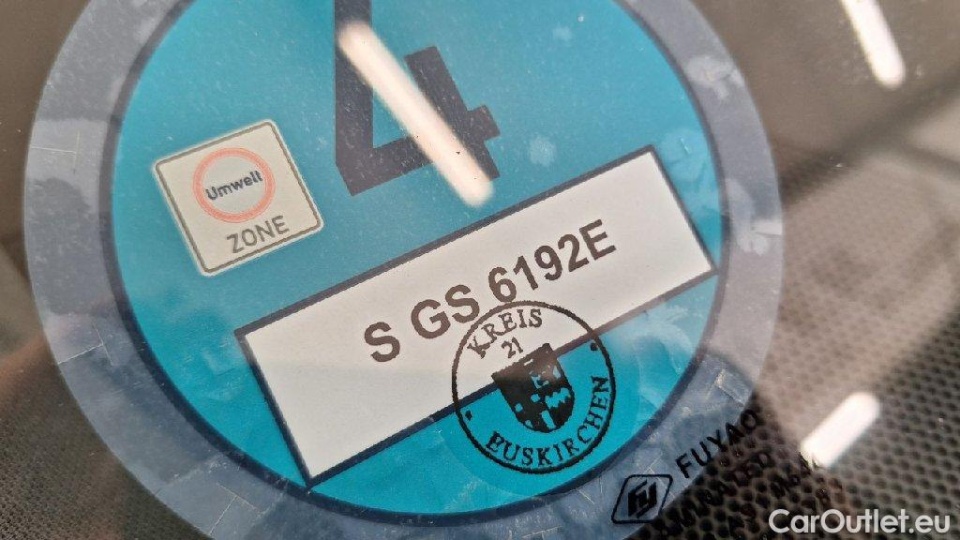 4
Umwelt
ZONE
S GS 6192E
KREIS
21
EUSKIRCHEN
FUYAO
CarOutlet.eu